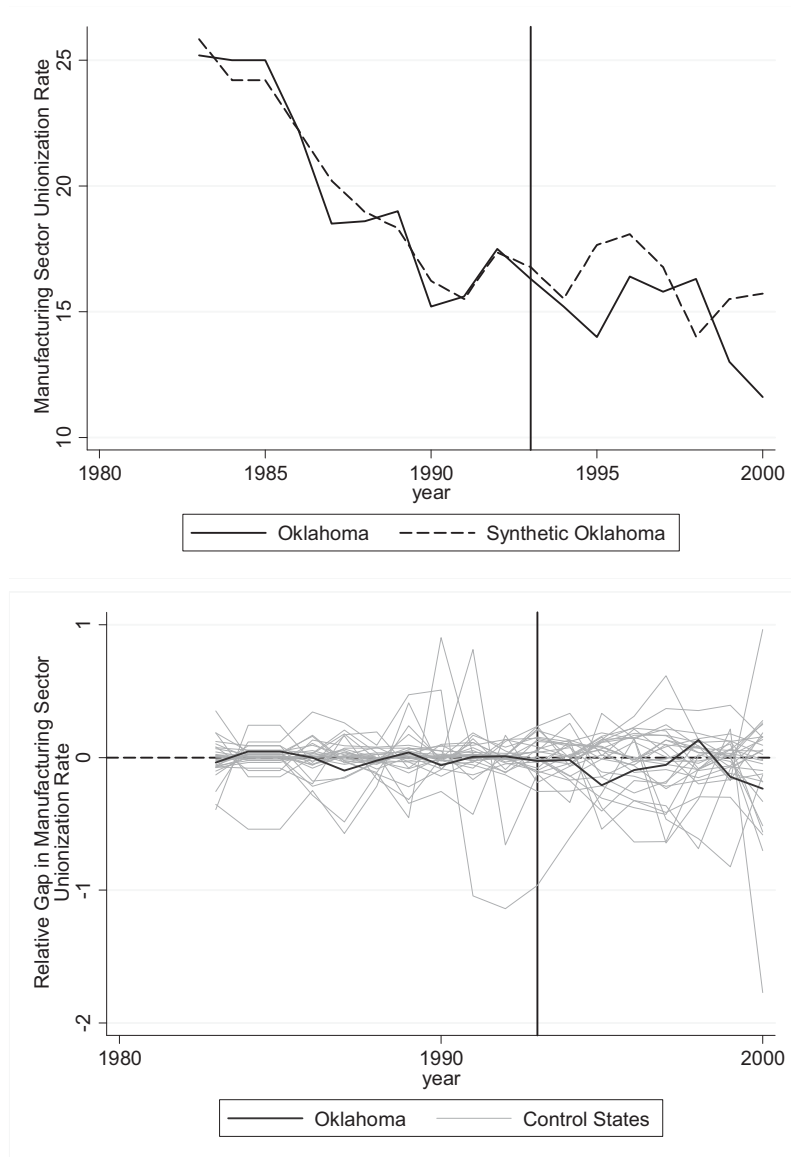 Manufacturing Sector Unionization Rate
25
20
15
10
1980 1985 1990 1995 2000
year
Oklahoma Synthetic Oklahoma
Relative Gap in Manufacturing Sector
Unionization Rate
1
0
-1
-2
1980 1990 2000
year
Oklahoma Control States